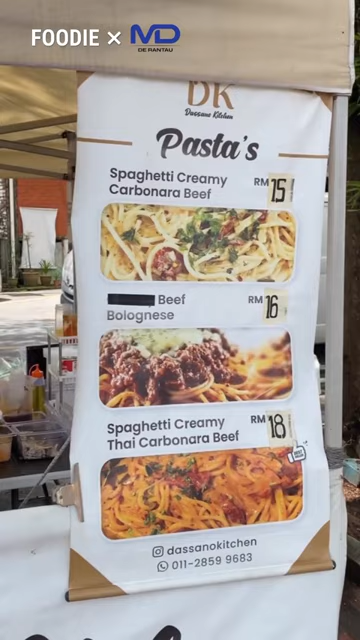 FOODIE × MD
DE RANTAU
DK
Dassano Kitchen
Pasta's
Spaghetti Creamy
Carbonara Beef
RM 15
Beef
Bolognese
RM 16
Spaghetti Creamy
Thai Carbonara Beef
RM 18
dassanokitchen
011-2859 9683